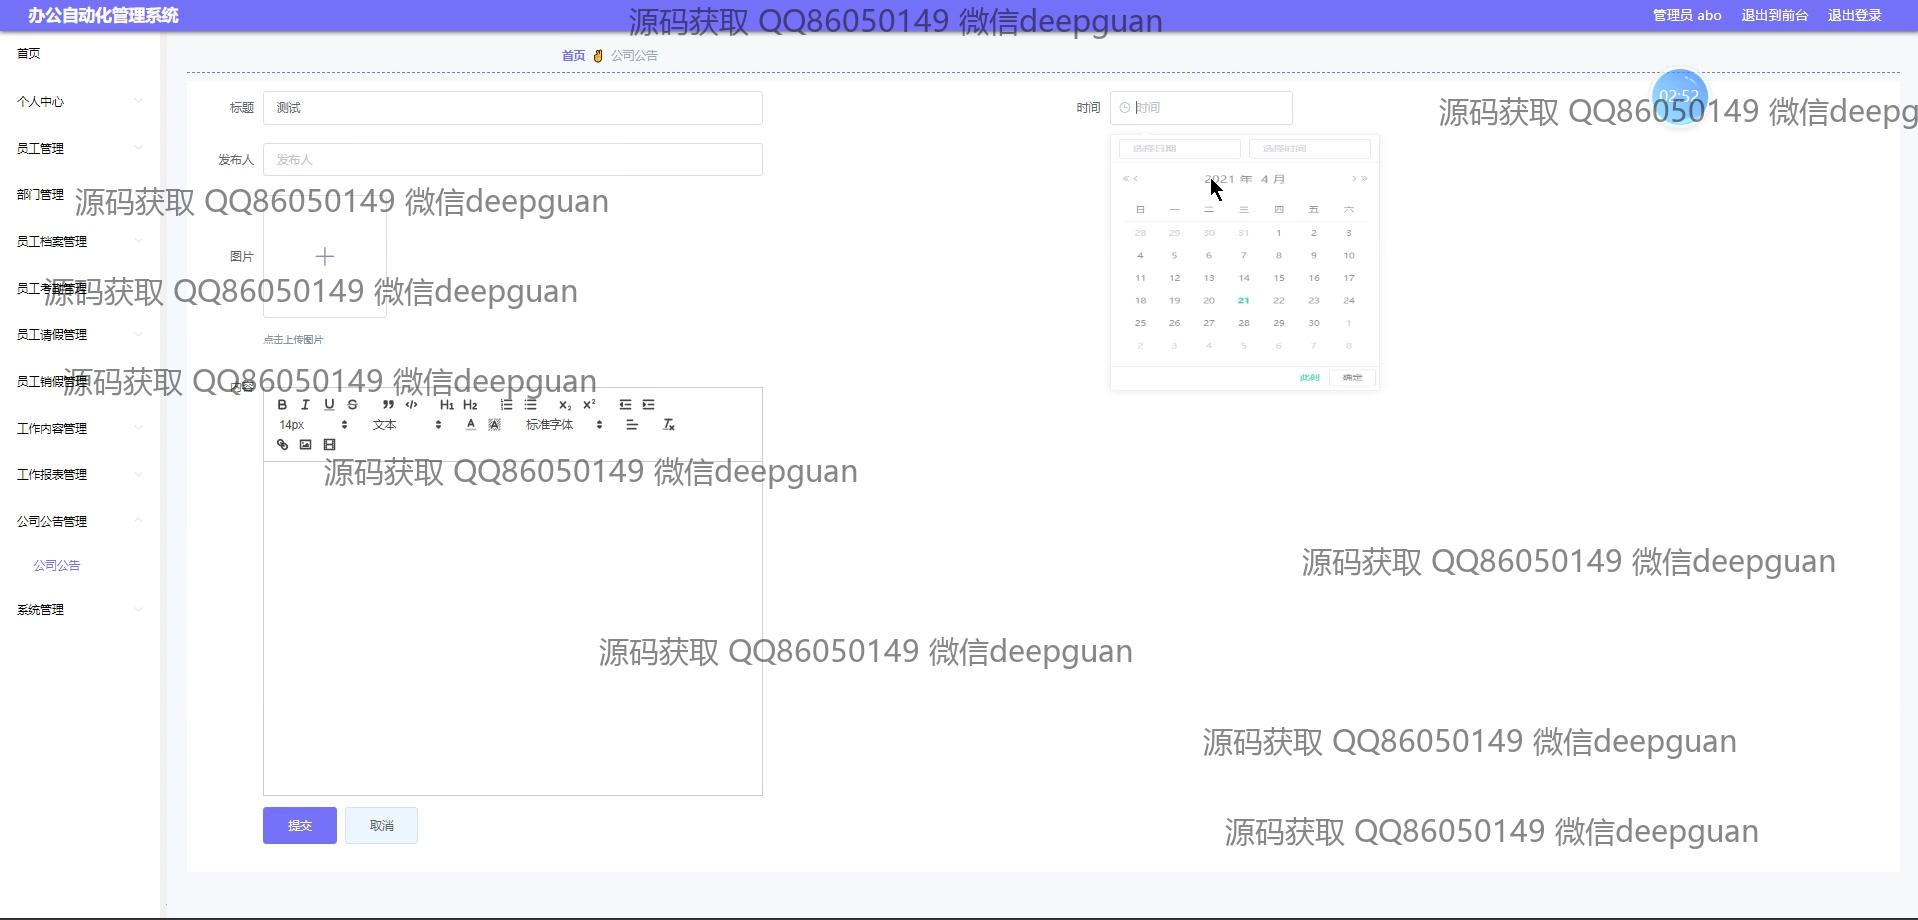 办公自动化管理系统
管理员 abo 退出到前台 退出登录
源码获取 QQ86050149 微信deepguan
首页
首页 公司公告
个人中心
标题 测试
时间 时间
02:52
源码获取 QQ86050149 微信deepg
员工管理
发布人 发布人
选择日期 选择时间
2021 年 4 月
部门管理
源码获取 QQ86050149 微信deepguan
日 一 二 三 四 五 六
28 29 30 31 1 2 3
4 5 6 7 8 9 10
11 12 13 14 15 16 17
18 19 20 21 22 23 24
25 26 27 28 29 30 1
2 3 4 5 6 7 8
此刻 确定
员工档案管理
图片
员工考勤管理
源码获取 QQ86050149 微信deepguan
员工请假管理
点击上传图片
员工销假管理
源码获取 QQ86050149 微信deepguan
内容
工作内容管理
B I U S H1 H2 X2 X2
14px 文本 A A 标准字体 Tx
工作报表管理
源码获取 QQ86050149 微信deepguan
公司公告管理
公司公告
源码获取 QQ86050149 微信deepguan
系统管理
源码获取 QQ86050149 微信deepguan
源码获取 QQ86050149 微信deepguan
提交 取消
源码获取 QQ86050149 微信deepguan